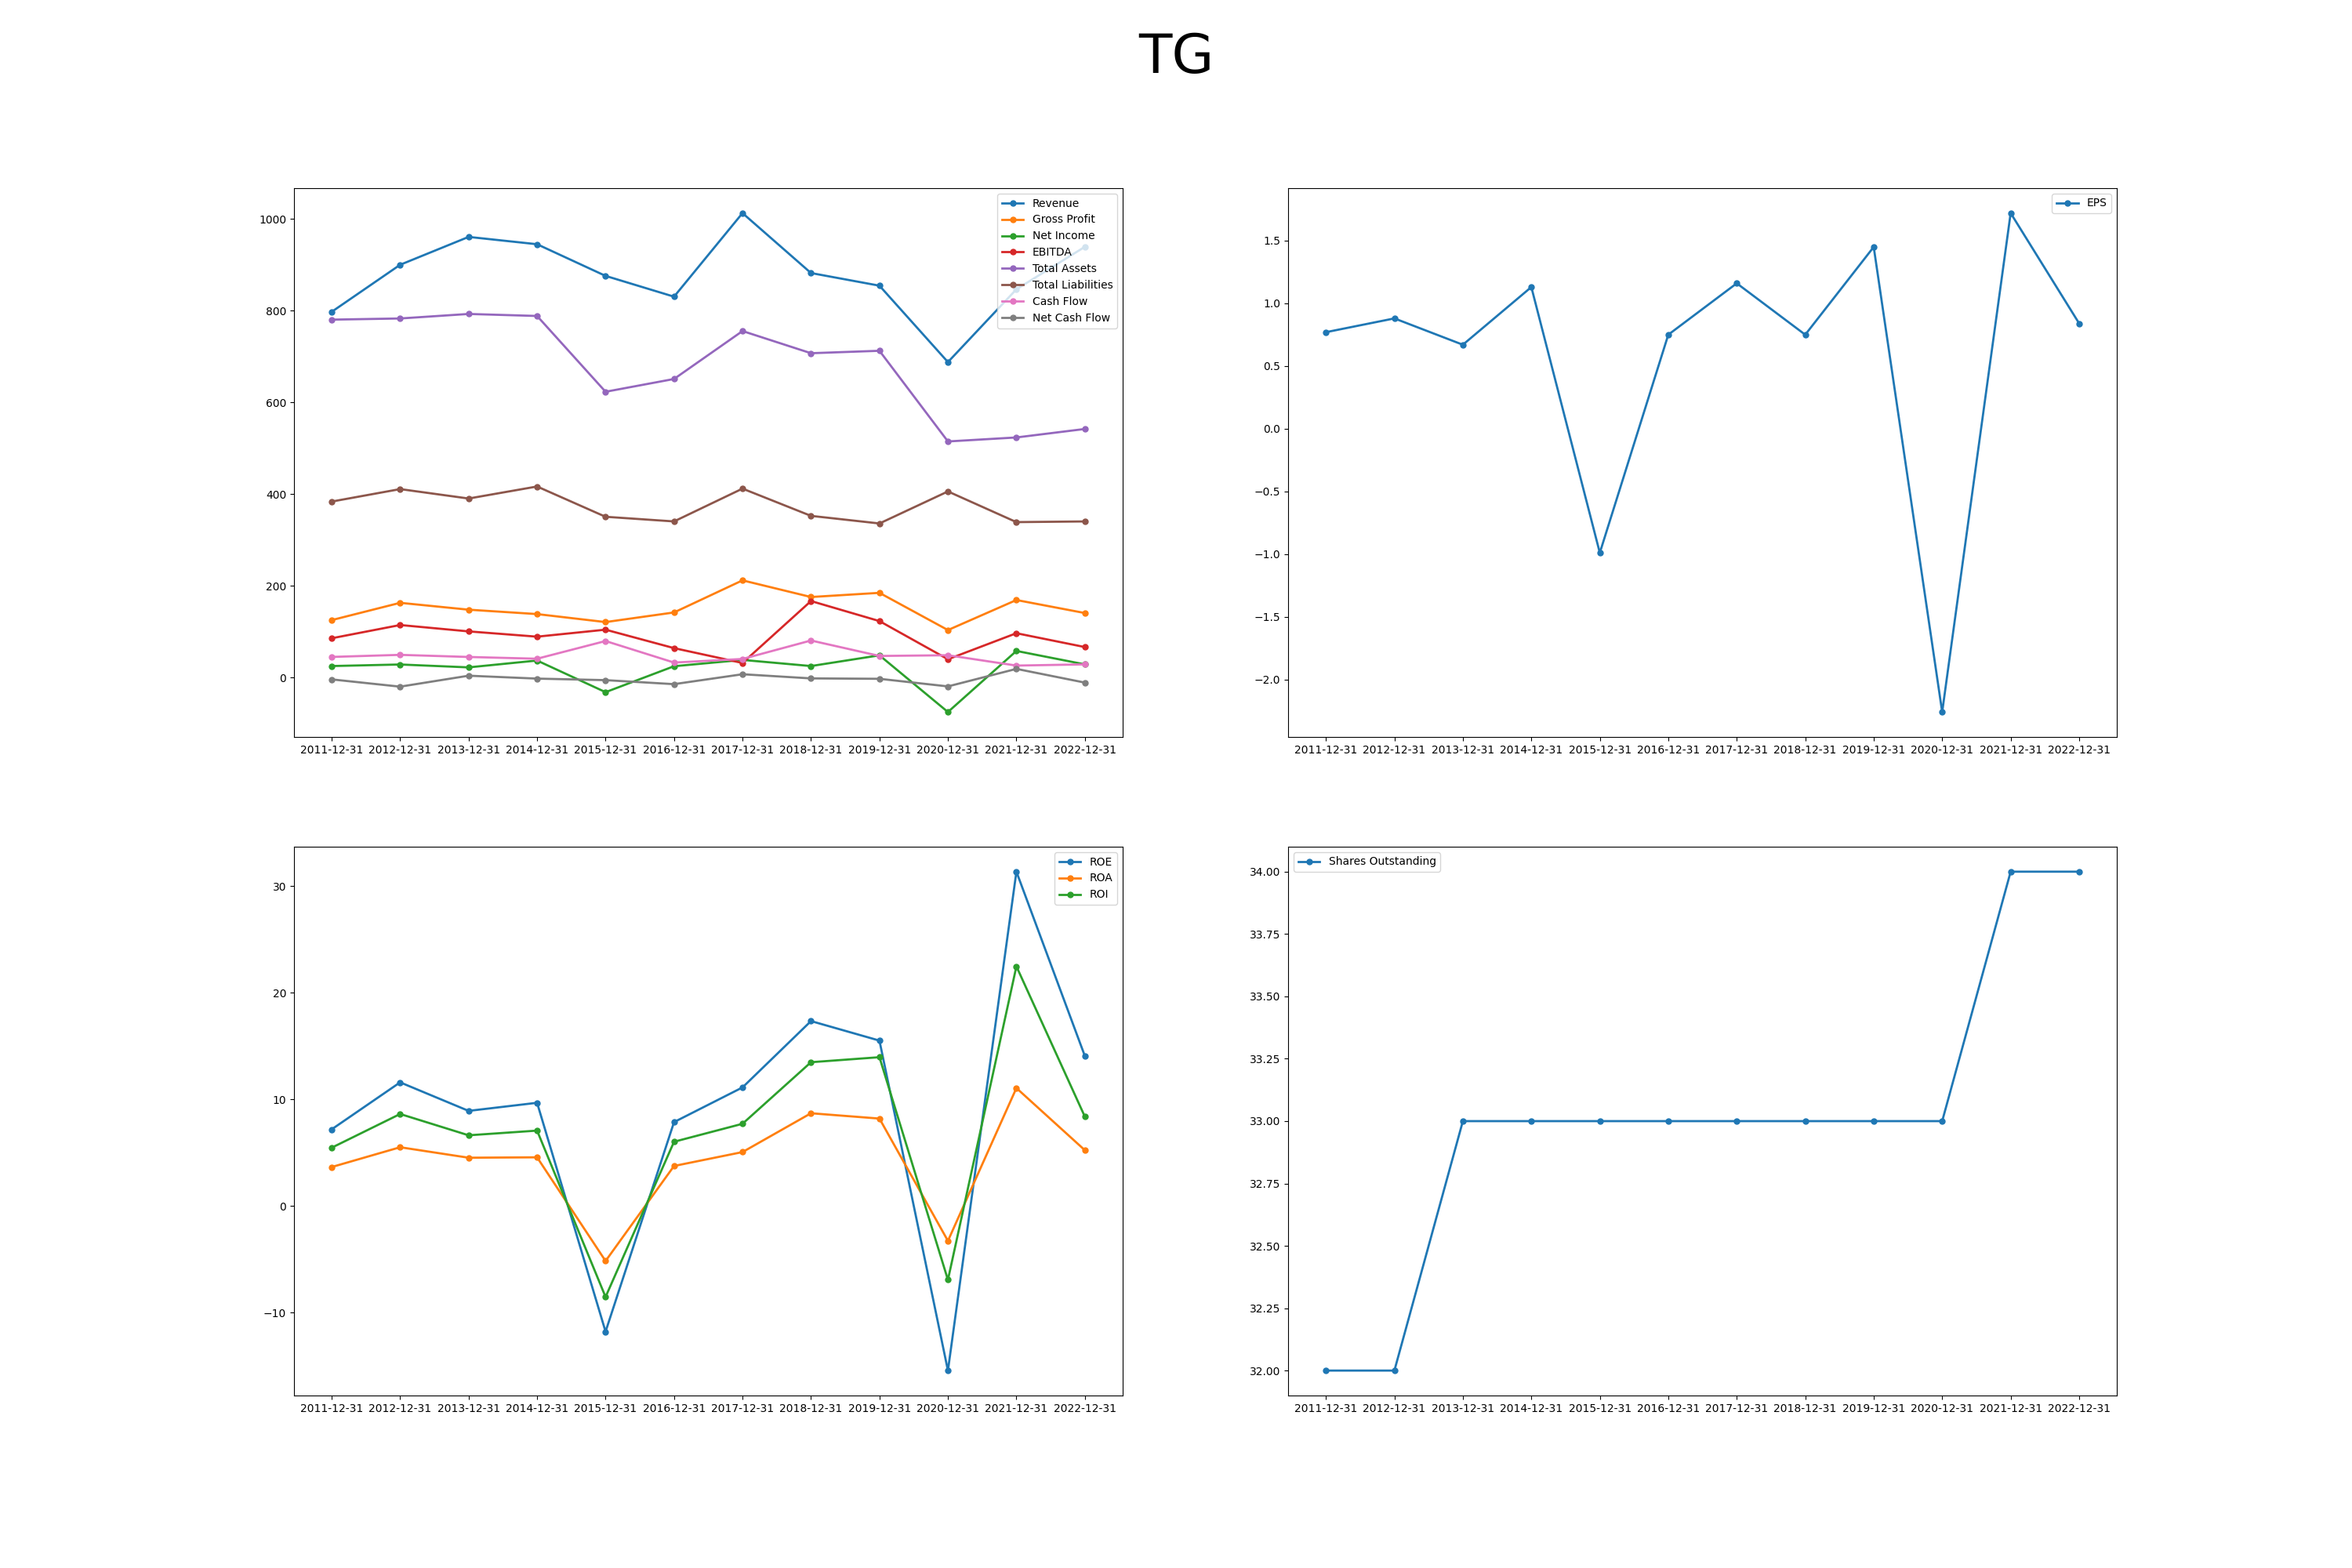 TG
1000
800
600
400
200
0
Revenue
Gross Profit
Net Income
EBITDA
Total Assets
Total Liabilities
Cash Flow
Net Cash Flow
2011-12-31 2012-12-31 2013-12-31 2014-12-31 2015-12-31 2016-12-31 2017-12-31 2018-12-31 2019-12-31 2020-12-31 2021-12-31 2022-12-31
1.5
1.0
0.5
0.0
−0.5
−1.0
−1.5
−2.0
EPS
2011-12-31 2012-12-31 2013-12-31 2014-12-31 2015-12-31 2016-12-31 2017-12-31 2018-12-31 2019-12-31 2020-12-31 2021-12-31 2022-12-31
30
20
10
0
−10
ROE
ROA
ROI
2011-12-31 2012-12-31 2013-12-31 2014-12-31 2015-12-31 2016-12-31 2017-12-31 2018-12-31 2019-12-31 2020-12-31 2021-12-31 2022-12-31
Shares Outstanding
34.00
33.75
33.50
33.25
33.00
32.75
32.50
32.25
32.00
2011-12-31 2012-12-31 2013-12-31 2014-12-31 2015-12-31 2016-12-31 2017-12-31 2018-12-31 2019-12-31 2020-12-31 2021-12-31 2022-12-31